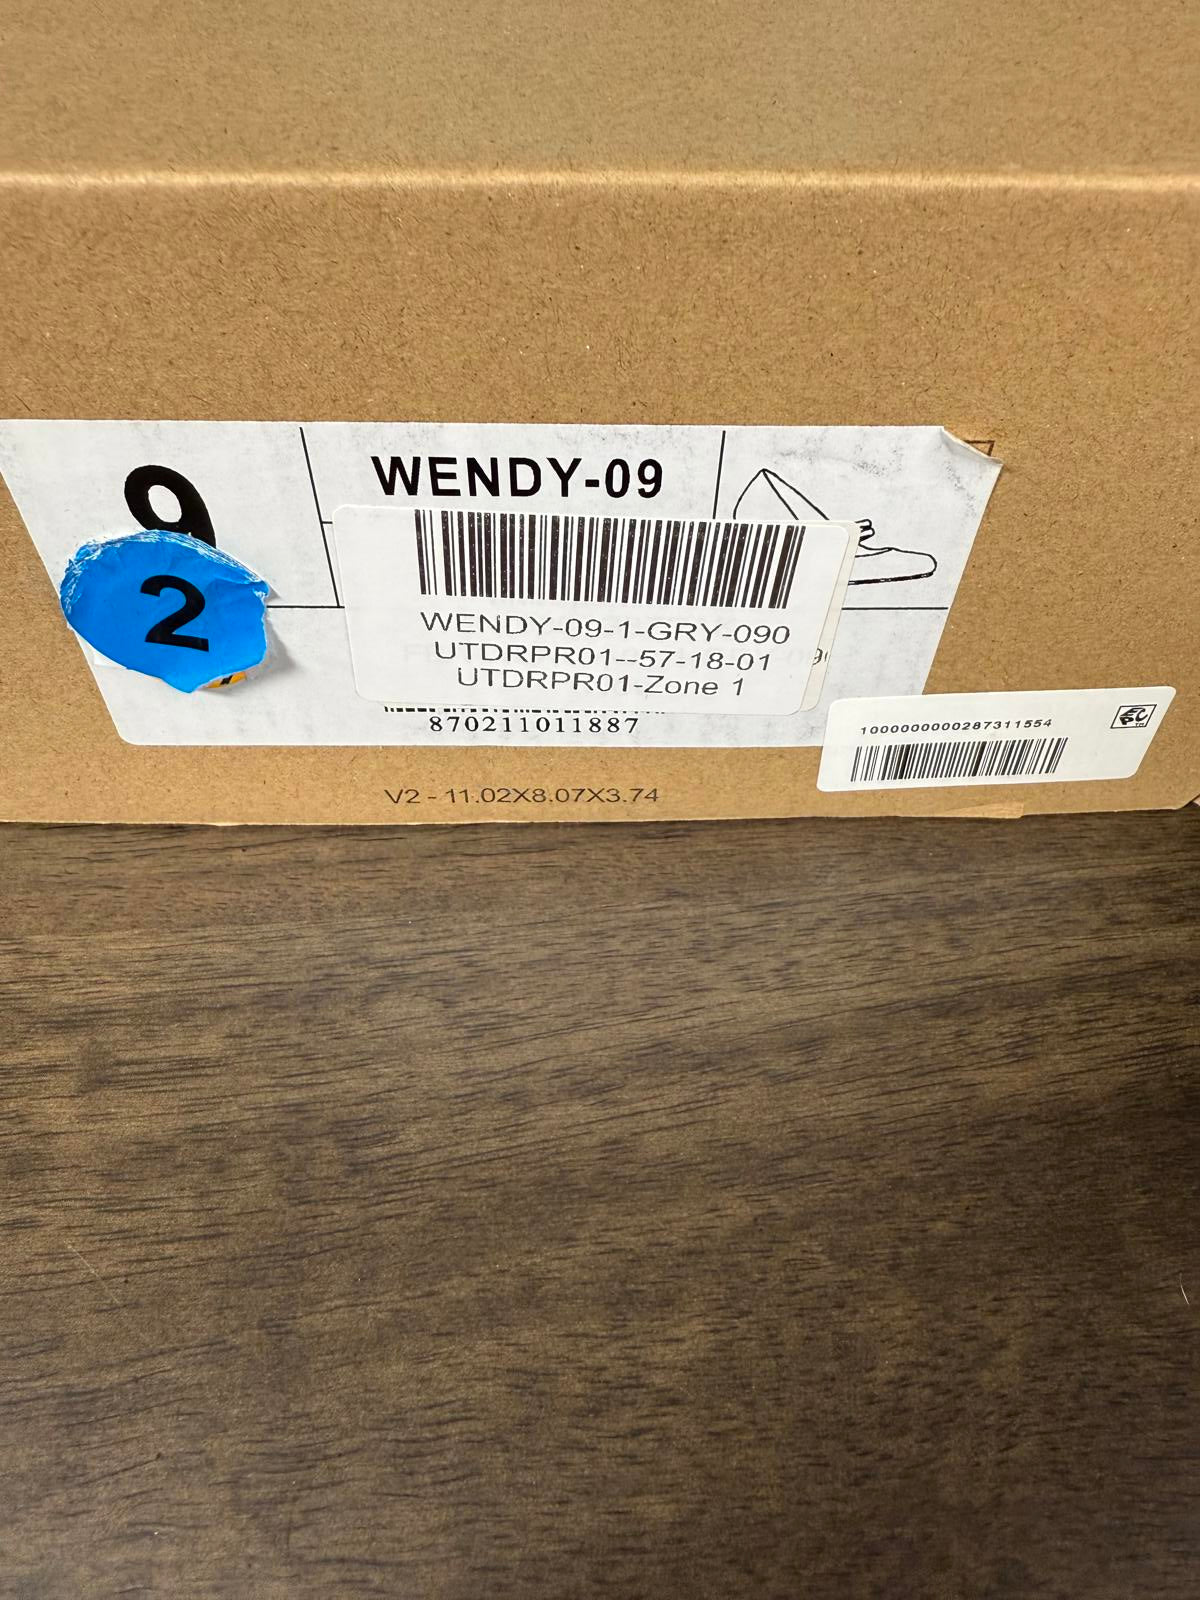 9
WENDY-09
2
WENDY-09-1-GRY-090
UTDRPR01--57-18-01
UTDRPR01-Zone 1
870211011887
1000000000287311554
V2 - 11.02X8.07X3.74